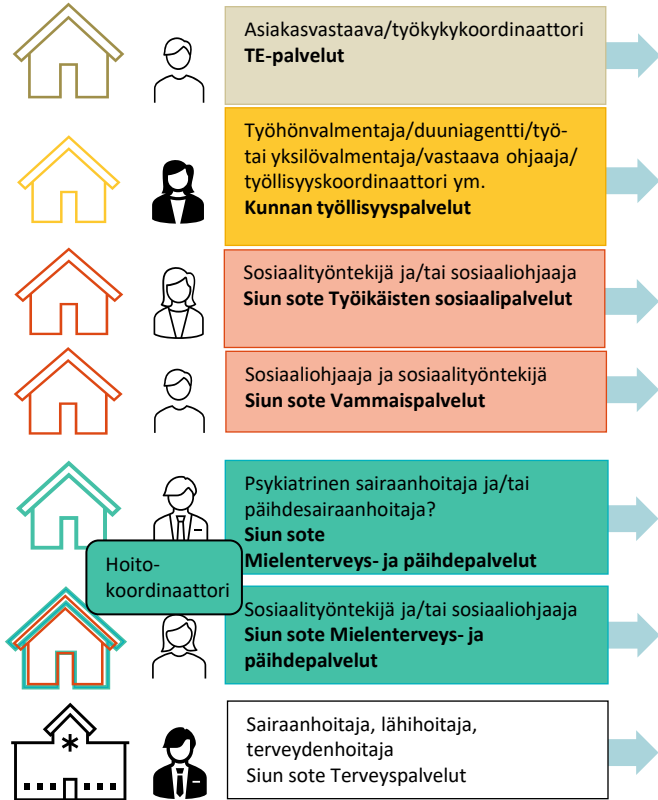 Asiakasvastaava/työkykykoordinaattori
TE-palvelut
Työhönvalmentaja/duuniagentti/työ-
tai yksilövalmentaja/vastaava ohjaaja/
työllisyyskoordinaattori ym.
Kunnan työllisyyspalvelut
Sosiaalityöntekijä ja/tai sosiaaliohjaaja
Siun sote Työikäisten sosiaalipalvelut
Sosiaaliohjaaja ja sosiaalityöntekijä
Siun sote Vammaispalvelut
Psykiatrinen sairaanhoitaja ja/tai
päihdesairaanhoitaja?
Siun sote
Mielenterveys- ja päihdepalvelut
Hoito-
koordinaattori
Sosiaalityöntekijä ja/tai sosiaaliohjaaja
Siun sote Mielenterveys- ja
päihdepalvelut
Sairaanhoitaja, lähihoitaja,
terveydenhoitaja
Siun sote Terveyspalvelut